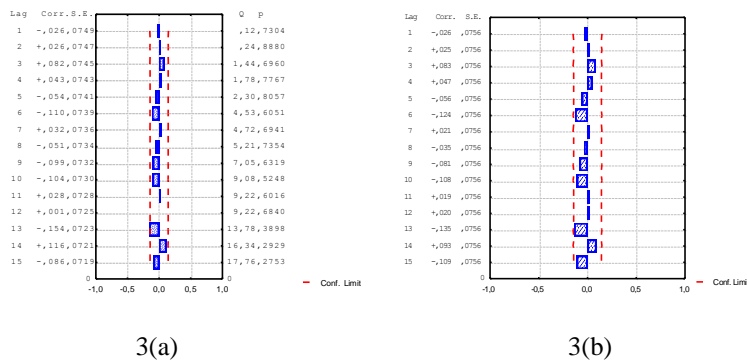 Lag Corr. S.E. Q p
1 -,026 ,0749 ,12 ,7304
2 +,026 ,0747 ,24 ,8880
3 +,082 ,0745 1,44 ,6960
4 +,043 ,0743 1,78 ,7767
5 -,054 ,0741 2,30 ,8057
6 -,110 ,0739 4,53 ,6051
7 +,032 ,0736 4,72 ,6941
8 -,051 ,0734 5,21 ,7354
9 -,099 ,0732 7,05 ,6319
10 -,104 ,0730 9,08 ,5248
11 +,028 ,0728 9,22 ,6016
12 +,001 ,0725 9,22 ,6840
13 -,154 ,0723 13,78 ,3898
14 +,116 ,0721 16,34 ,2929
15 -,086 ,0719 17,76 ,2753
0 0
-1,0 -0,5 0,0 0,5 1,0
Conf. Limit
3(a)
Lag Corr. S.E.
1 -,026 ,0756
2 +,025 ,0756
3 +,083 ,0756
4 +,047 ,0756
5 -,056 ,0756
6 -,124 ,0756
7 +,021 ,0756
8 -,035 ,0756
9 -,081 ,0756
10 -,108 ,0756
11 +,019 ,0756
12 +,020 ,0756
13 -,135 ,0756
14 +,093 ,0756
15 -,109 ,0756
0
-1,0 -0,5 0,0 0,5 1,0
Conf. Limi
3(b)